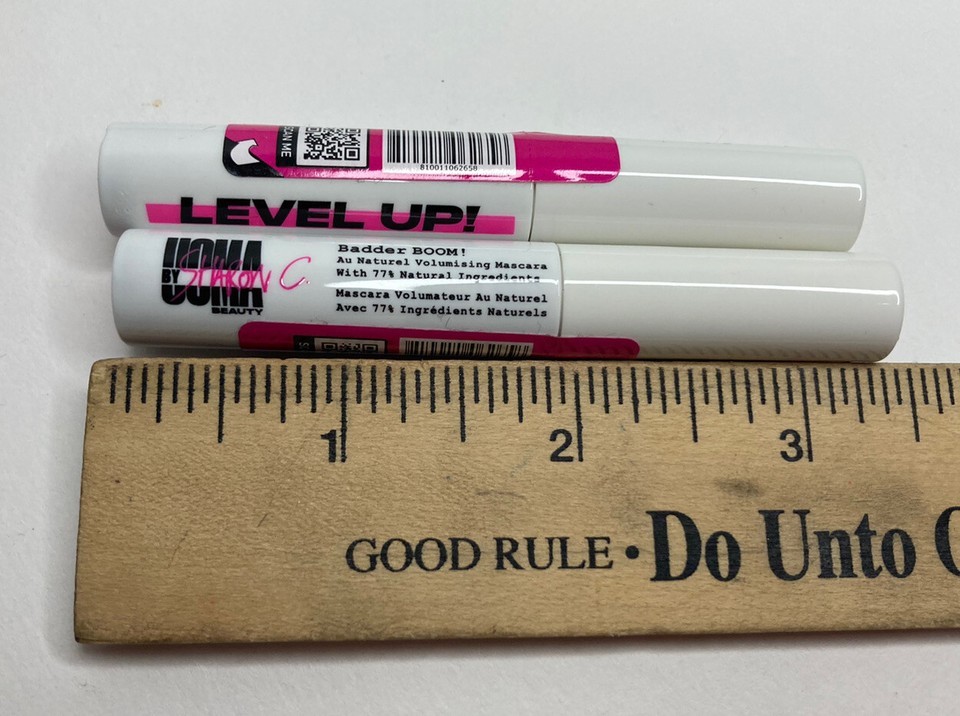 SCAN ME
810011062658
LEVEL UP!
UOMA
BY SHARON C
UOMA
BEAUTY
Badder BOOM!
Au Naturel Volumising Mascara
With 77% Natural Ingredients
Mascara Volumateur Au Naturel
Avec 77% Ingrédients Naturels
1 2 3
GOOD RULE • Do Unto